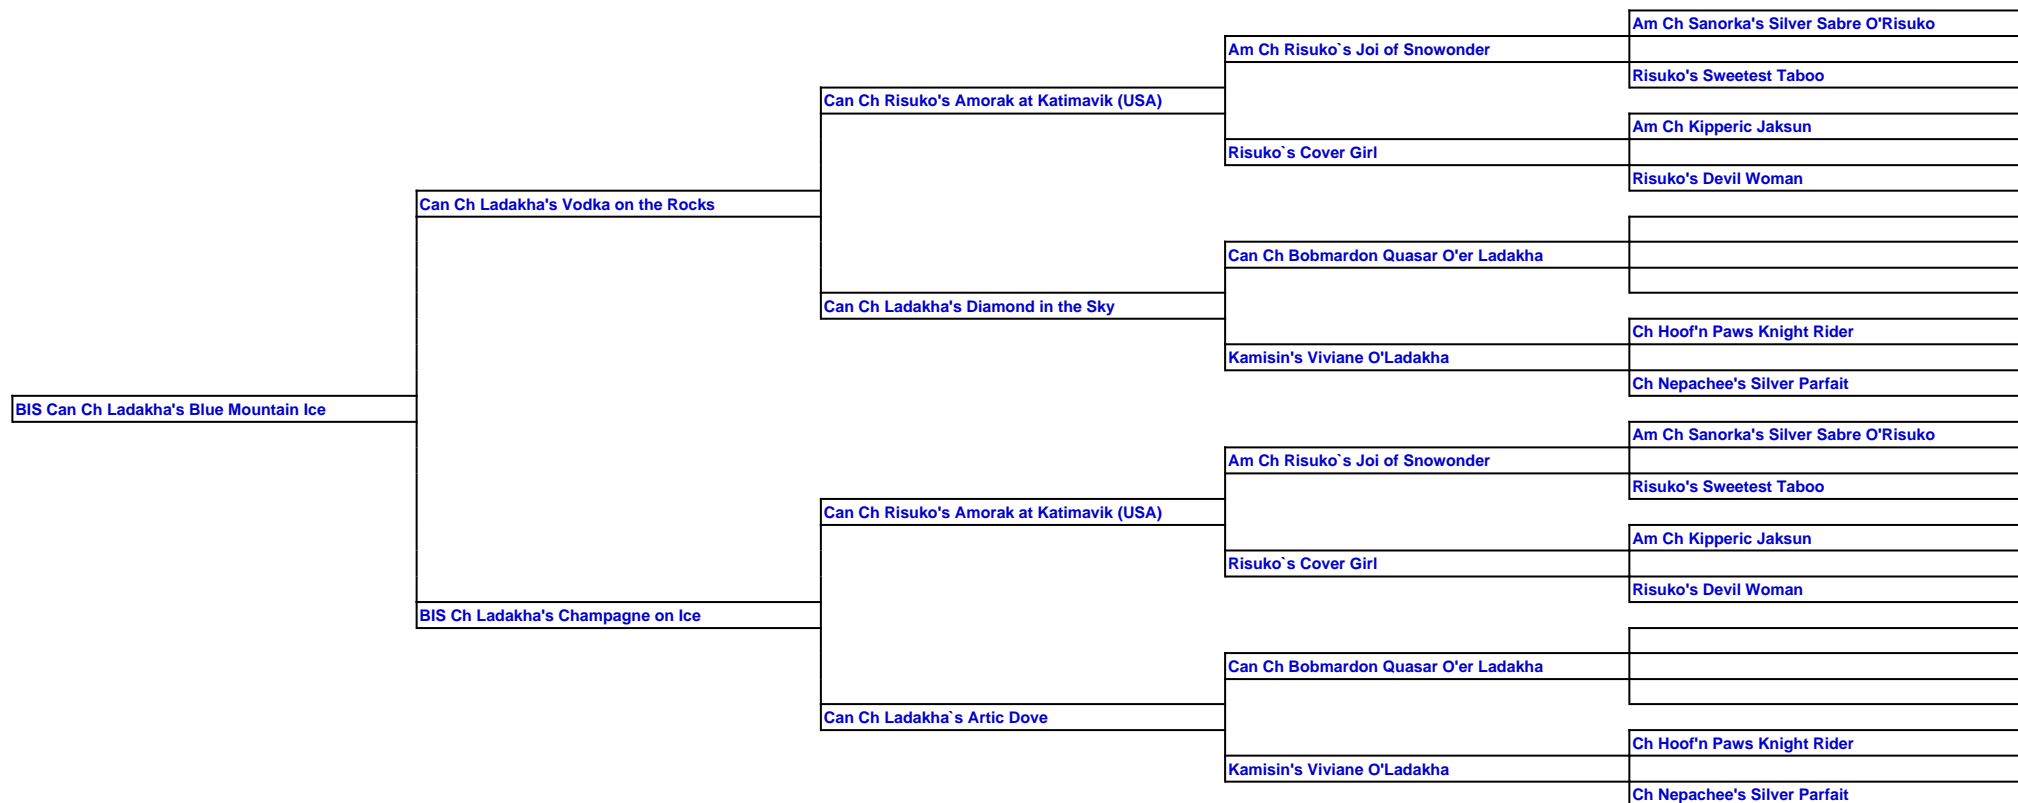 Am Ch Sanorka's Silver Sabre O'Risuko
Am Ch Risuko`s Joi of Snowonder
Risuko's Sweetest Taboo
Can Ch Risuko's Amorak at Katimavik (USA)
Am Ch Kipperic Jaksun
Risuko`s Cover Girl
Risuko's Devil Woman
Can Ch Ladakha's Vodka on the Rocks
Can Ch Bobmardon Quasar O'er Ladakha
Can Ch Ladakha's Diamond in the Sky
Ch Hoof'n Paws Knight Rider
Kamisin's Viviane O'Ladakha
Ch Nepachee's Silver Parfait
BIS Can Ch Ladakha's Blue Mountain Ice
Am Ch Sanorka's Silver Sabre O'Risuko
Am Ch Risuko`s Joi of Snowonder
Risuko's Sweetest Taboo
Can Ch Risuko's Amorak at Katimavik (USA)
Am Ch Kipperic Jaksun
Risuko`s Cover Girl
Risuko's Devil Woman
BIS Ch Ladakha's Champagne on Ice
Can Ch Bobmardon Quasar O'er Ladakha
Can Ch Ladakha`s Artic Dove
Ch Hoof'n Paws Knight Rider
Kamisin's Viviane O'Ladakha
Ch Nepachee's Silver Parfait